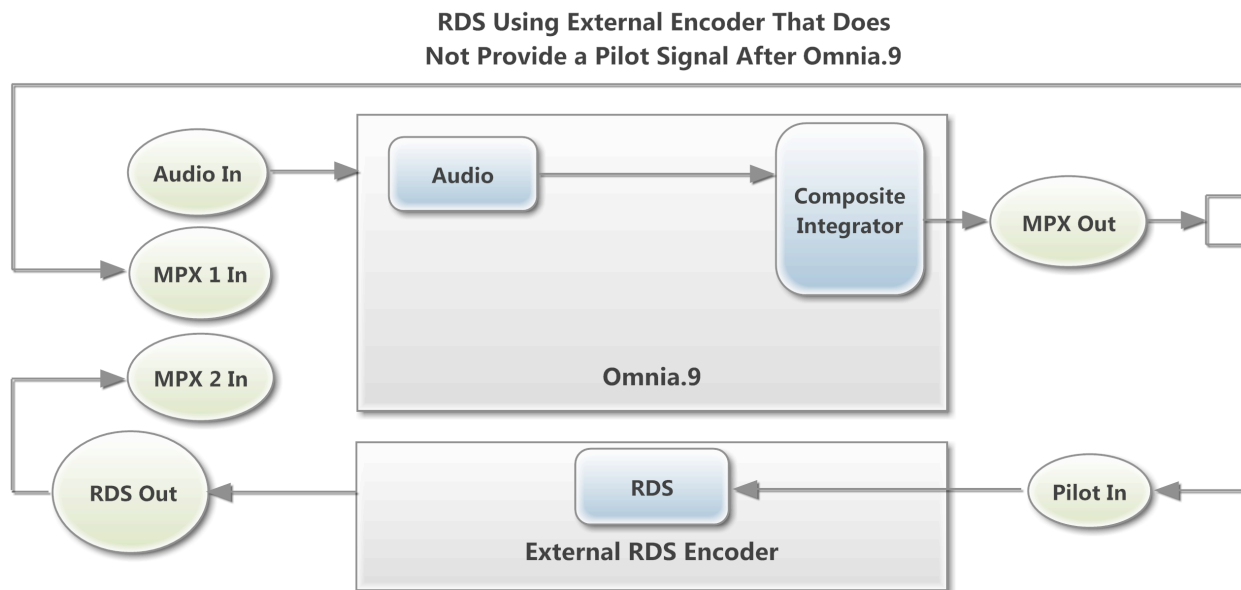 RDS Using External Encoder That Does
Not Provide a Pilot Signal After Omnia.9
Audio In
Audio
Composite
Integrator
MPX Out
MPX 1 In
MPX 2 In
Omnia.9
RDS Out
RDS
Pilot In
External RDS Encoder